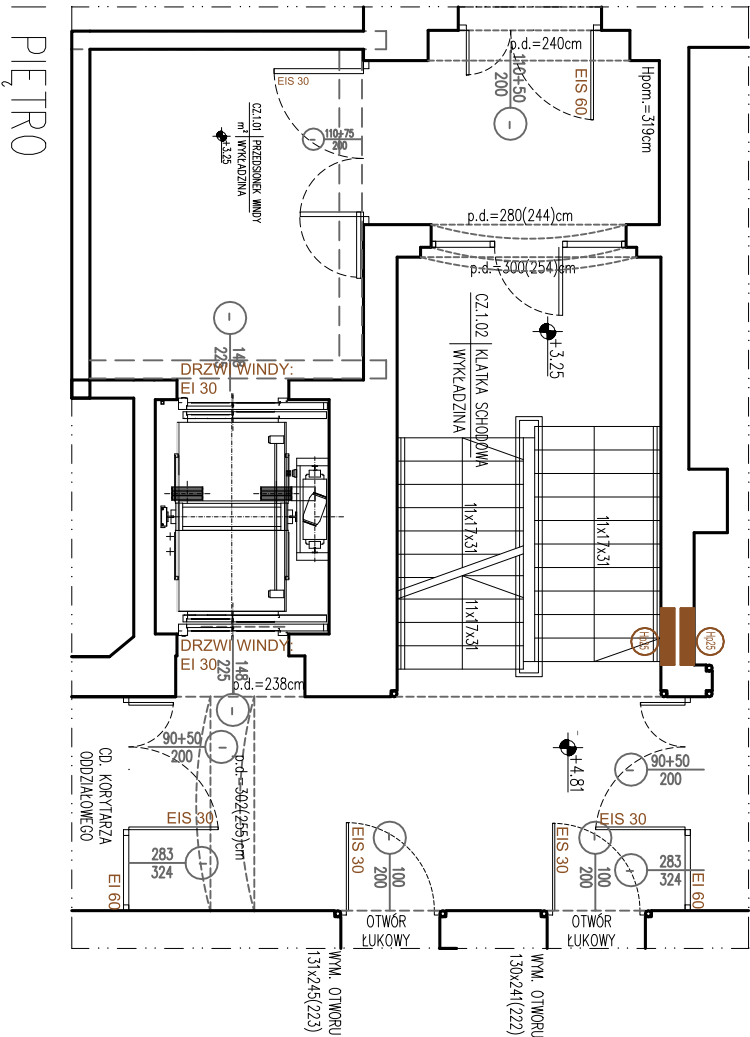 PIĘTRO
p.d.=240cm
110+50
200
EIS 60
Hpom.=319cm
EIS 30
CZ.1.01 PRZEDSIONEK WINDY
m² WYKŁADZINA
+3.25
110+75
200
p.d.=280(244)cm
p.d.=300(254)cm
CZ.1.02 KLATKA SCHODOWA
WYKŁADZINA
+3.25
148
225
DRZWI WINDY:
EI 30
11x17x31
11x17x31
11x17x31
Hp25
Hp25
DRZWI WINDY:
EI 30
148
225
p.d.=238cm
90+50
200
CD. KORYTARZA
ODDZIAŁOWEGO
p.d=302(255)cm
+4.81
90+50
200
EIS 30
EIS 30
283
324
EI 60
EIS 30
100
200
EIS 30
100
200
283
324
EI 60
OTWÓR
ŁUKOWY
OTWÓR
ŁUKOWY
WYM. OTWORU
131x245(223)
WYM. OTWORU
130x241(222)